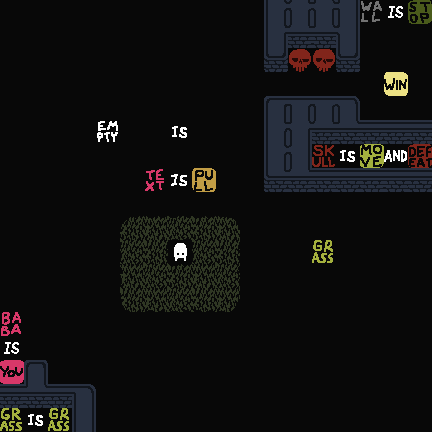 WALL IS STOP
WIN
EMPTY IS
SKULL IS MOVE AND DEFEAT
TEXT IS PULL
GRASS
BABA
IS
YOU
GRASS IS GRASS